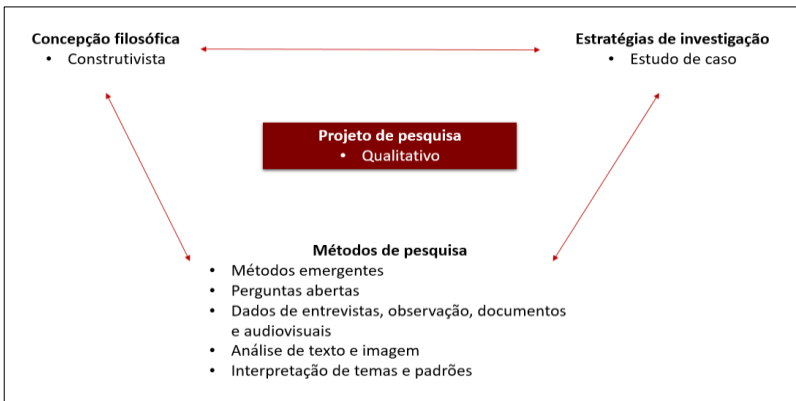 Concepção filosófica
• Construtivista
Estratégias de investigação
• Estudo de caso
Projeto de pesquisa
• Qualitativo
Métodos de pesquisa
• Métodos emergentes
• Perguntas abertas
• Dados de entrevistas, observação, documentos
e audiovisuais
• Análise de texto e imagem
• Interpretação de temas e padrões